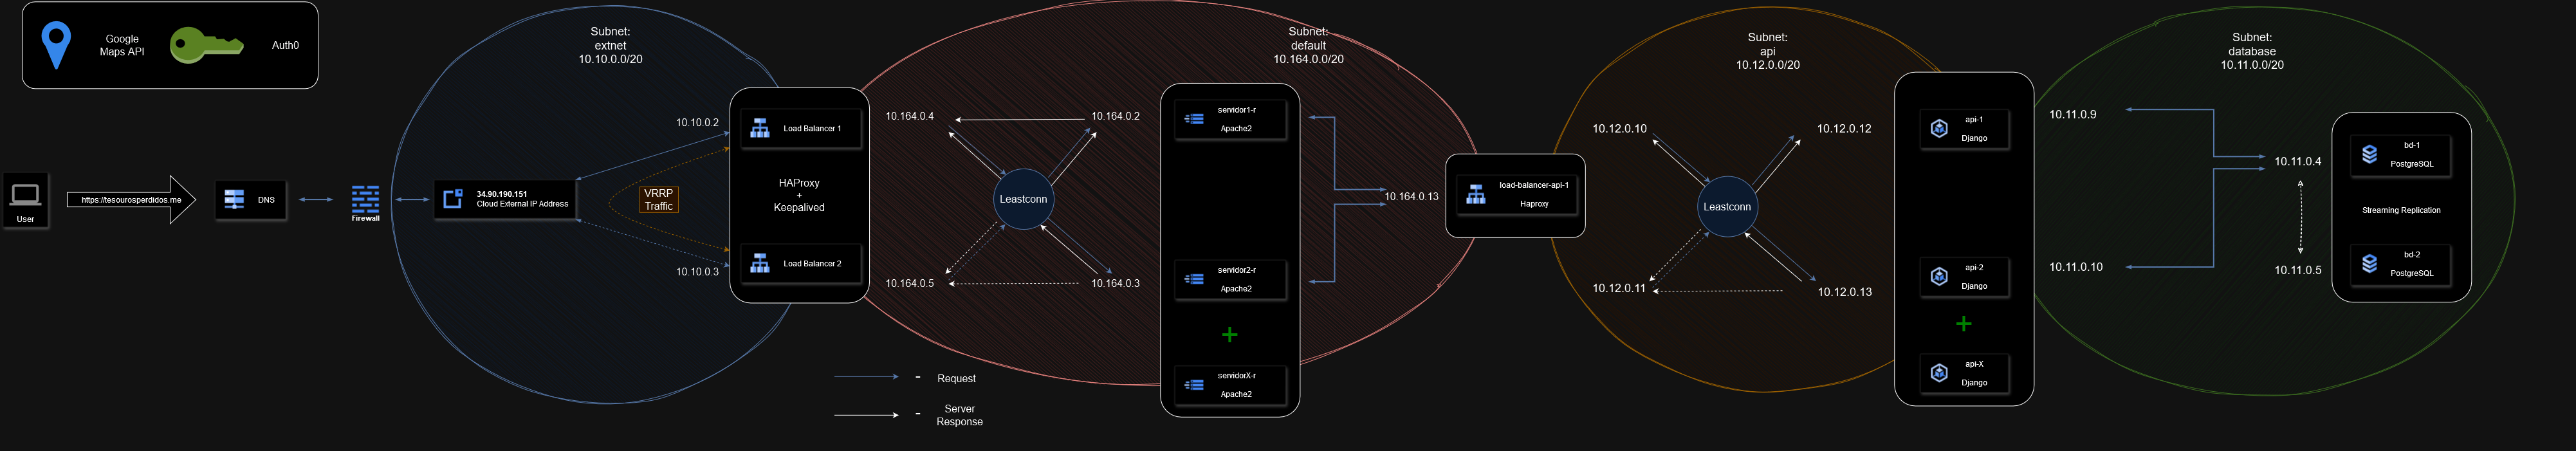 Google
Maps API
Auth0
User
https://tesourosperdidos.me
DNS
Firewall
Subnet:
extnet
10.10.0.0/20
34.90.190.151
Cloud External IP Address
10.10.0.2
10.10.0.3
VRRP
Traffic
Load Balancer 1
HAProxy
+
Keepalived
Load Balancer 2
Subnet:
default
10.164.0.0/20
10.164.0.4
10.164.0.2
Leastconn
10.164.0.5
10.164.0.3
servidor1-r
Apache2
servidor2-r
Apache2
+
servidorX-r
Apache2
10.164.0.13
load-balancer-api-1
Haproxy
- Request
- Server
Response
Subnet:
api
10.12.0.0/20
10.12.0.10
10.12.0.12
Leastconn
10.12.0.11
10.12.0.13
api-1
Django
api-2
Django
+
api-X
Django
Subnet:
database
10.11.0.0/20
10.11.0.9
10.11.0.10
10.11.0.4
10.11.0.5
bd-1
PostgreSQL
Streaming Replication
bd-2
PostgreSQL